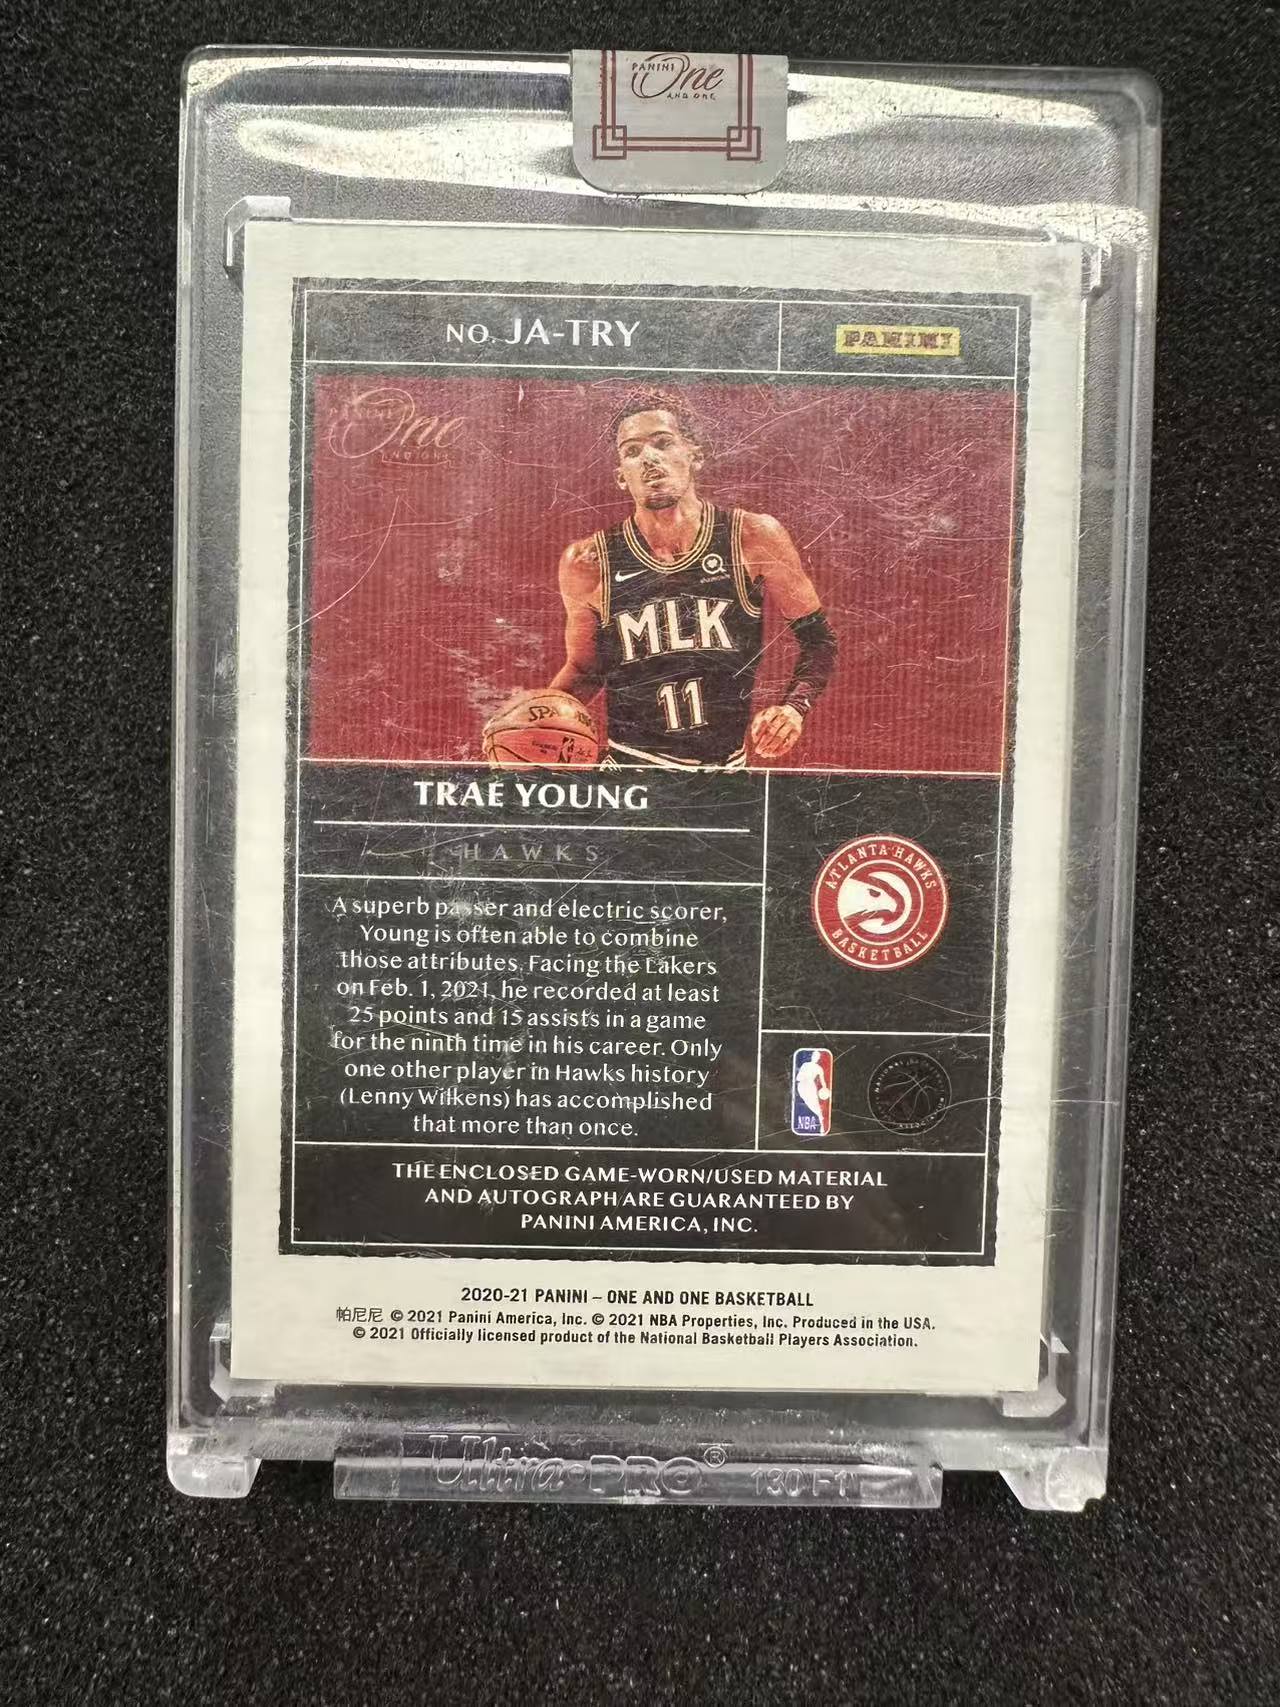 PANINI One
AND ONE
NO. JA-TRY
PANINI
PANINI One
AND ONE
MLK
11
SPALDING
TRAE YOUNG
HAWKS
A superb passer and electric scorer,
Young is often able to combine
those attributes. Facing the Lakers
on Feb. 1, 2021, he recorded at least
25 points and 15 assists in a game
for the ninth time in his career. Only
one other player in Hawks history
(Lenny Wilkens) has accomplished
that more than once.
ATLANTA HAWKS
BASKETBALL
NBA
THE ENCLOSED GAME-WORN/USED MATERIAL
AND AUTOGRAPH ARE GUARANTEED BY
PANINI AMERICA, INC.
2020-21 PANINI – ONE AND ONE BASKETBALL
帕尼尼 © 2021 Panini America, Inc. © 2021 NBA Properties, Inc. Produced in the USA.
© 2021 Officially licensed product of the National Basketball Players Association.
Ultra·PRO® 130 F1